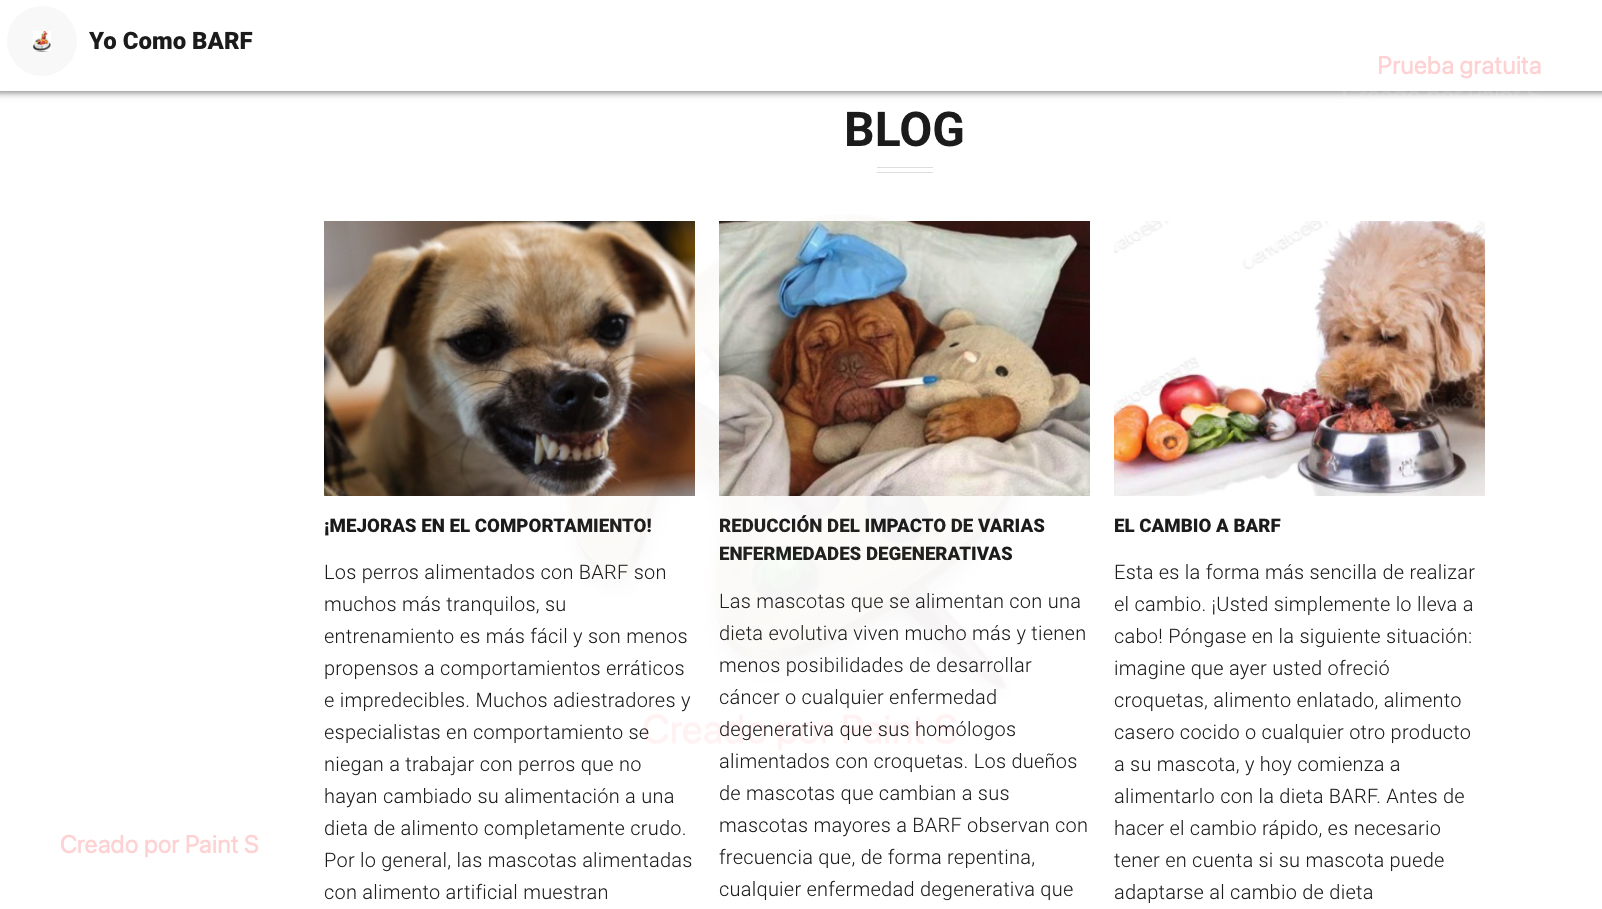 Yo Como BARF
Prueba gratuita
BLOG
¡MEJORAS EN EL COMPORTAMIENTO!
Los perros alimentados con BARF son
muchos más tranquilos, su
entrenamiento es más fácil y son menos
propensos a comportamientos erráticos
e impredecibles. Muchos adiestradores y
especialistas en comportamiento se
niegan a trabajar con perros que no
hayan cambiado su alimentación a una
dieta de alimento completamente crudo.
Por lo general, las mascotas alimentadas
con alimento artificial muestran
REDUCCIÓN DEL IMPACTO DE VARIAS
ENFERMEDADES DEGENERATIVAS
Las mascotas que se alimentan con una
dieta evolutiva viven mucho más y tienen
menos posibilidades de desarrollar
cáncer o cualquier enfermedad
degenerativa que sus homólogos
alimentados con croquetas. Los dueños
de mascotas que cambian a sus
mascotas mayores a BARF observan con
frecuencia que, de forma repentina,
cualquier enfermedad degenerativa que
EL CAMBIO A BARF
Esta es la forma más sencilla de realizar
el cambio. ¡Usted simplemente lo lleva a
cabo! Póngase en la siguiente situación:
imagine que ayer usted ofreció
croquetas, alimento enlatado, alimento
casero cocido o cualquier otro producto
a su mascota, y hoy comienza a
alimentarlo con la dieta BARF. Antes de
hacer el cambio rápido, es necesario
tener en cuenta si su mascota puede
adaptarse al cambio de dieta
Creado por Paint S
Creado por Paint S